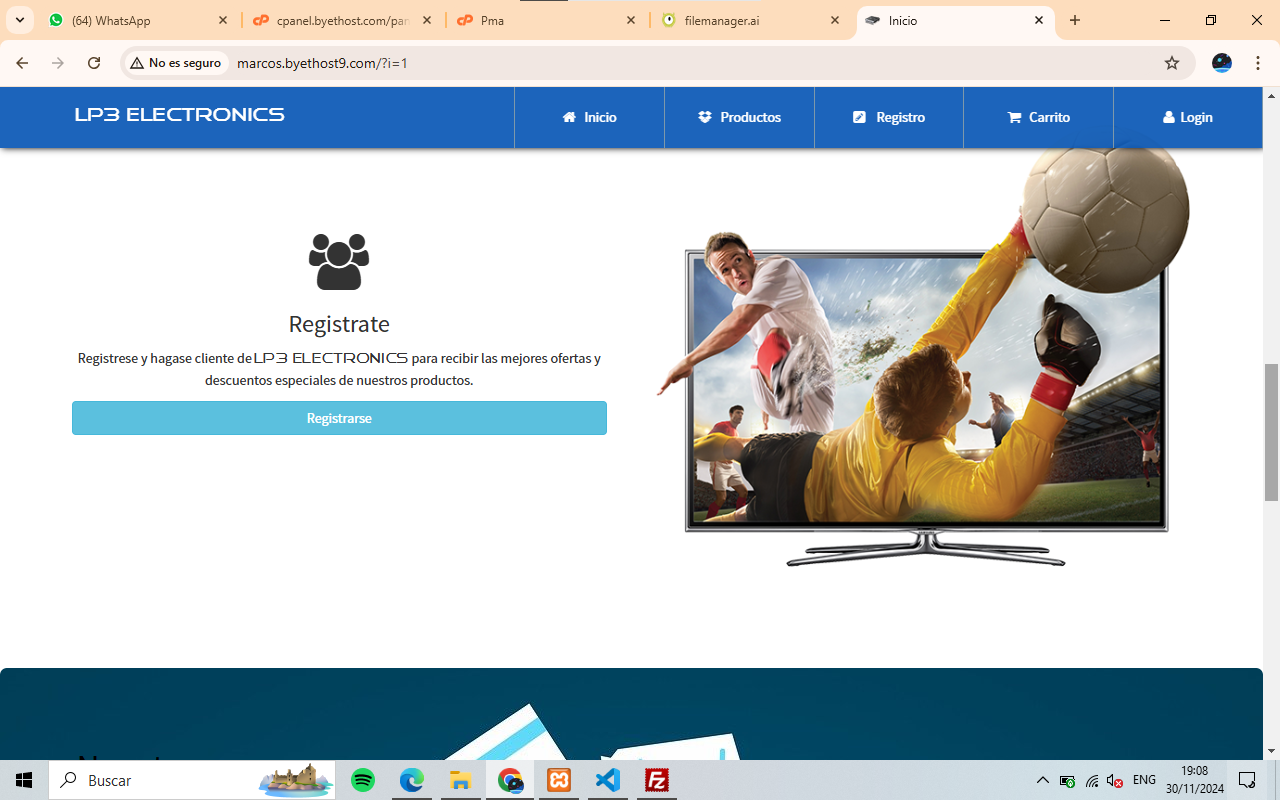 (64) WhatsApp
cpanel.byethost.com/pan
Pma
filemanager.ai
Inicio
No es seguro
marcos.byethost9.com/?i=1
LP3 ELECTRONICS
Inicio
Productos
Registro
Carrito
Login
Registrate
Registrese y hagase cliente de LP3 ELECTRONICS para recibir las mejores ofertas y
descuentos especiales de nuestros productos.
Registrarse
Buscar
ENG
19:08
30/11/2024